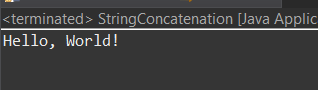 <terminated> StringConcatenation [Java Applic
Hello, World!